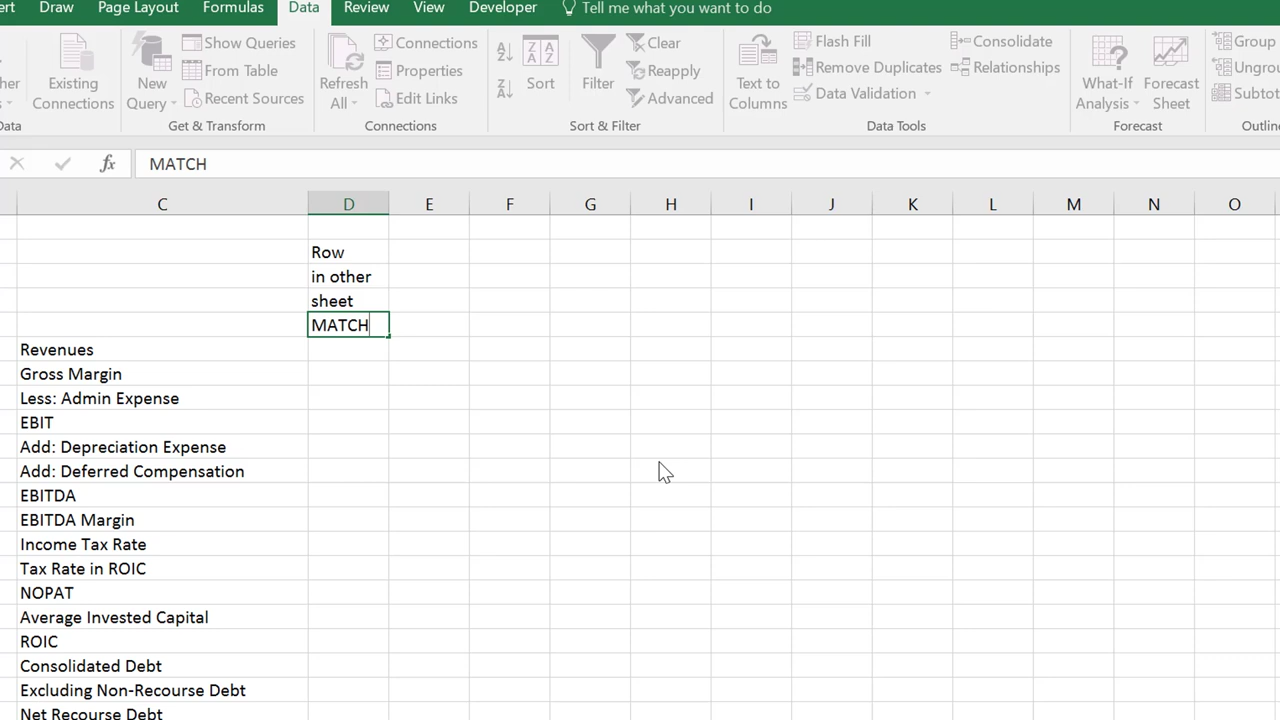 ert Draw Page Layout Formulas Data Review View Developer Tell me what you want to do
Existing Connections
New Query
Show Queries
From Table
Recent Sources
Get & Transform
Refresh All
Connections
Properties
Edit Links
Connections
A Z
Z A
Z A A Z
Sort
Filter
Clear
Reapply
Advanced
Sort & Filter
Text to Columns
Flash Fill
Remove Duplicates
Data Validation
Consolidate
Relationships
Data Tools
What-If Analysis
Forecast Sheet
Forecast
Group
Ungrou
Subtot
Outlin
her
Data
fx MATCH
C D E F G H I J K L M N O
Row
in other
sheet
MATCH
Revenues
Gross Margin
Less: Admin Expense
EBIT
Add: Depreciation Expense
Add: Deferred Compensation
EBITDA
EBITDA Margin
Income Tax Rate
Tax Rate in ROIC
NOPAT
Average Invested Capital
ROIC
Consolidated Debt
Excluding Non-Recourse Debt
Net Recourse Debt